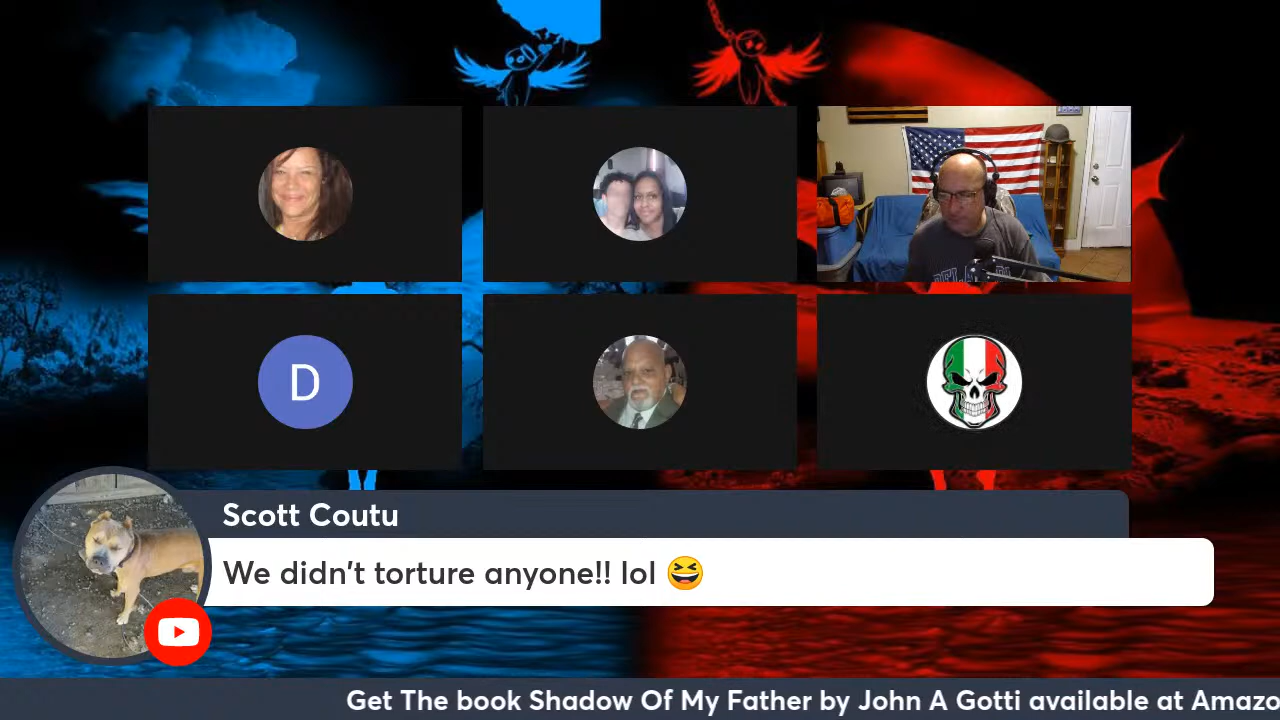 D
Scott Coutu
We didn't torture anyone!! lol 😆
Get The book Shadow Of My Father by John A Gotti available at Amazo